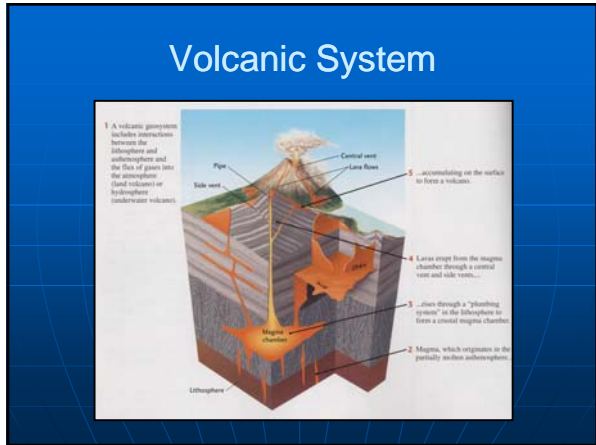 Volcanic System
1 A volcanic geosystem
includes interactions
between the
lithosphere and
asthenosphere and
the flux of gases into
the atmosphere
(land volcano) or
hydrosphere
(underwater volcano).
Central vent
Lava flows
Pipe
Side vent
5 ...accumulating on the surface
to form a volcano.
4 Lavas erupt from the magma
chamber through a central
vent and side vents,...
3 ...rises through a "plumbing
system" in the lithosphere to
form a crustal magma chamber.
Magma
chamber
2 Magma, which originates in the
partially molten asthenosphere...
Lithosphere